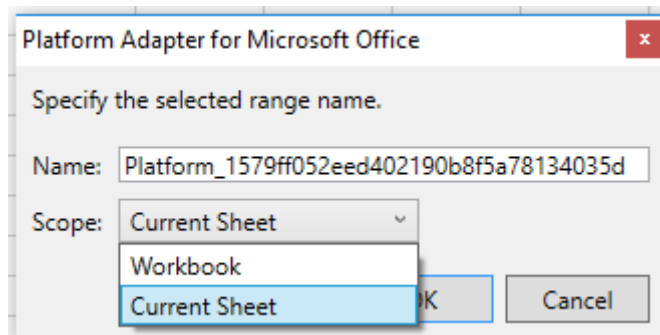 Platform Adapter for Microsoft Office x
Specify the selected range name.
Name: Platform_1579ff052eed402190b8f5a78134035d
Scope: Current Sheet
Workbook
Current Sheet
Cancel